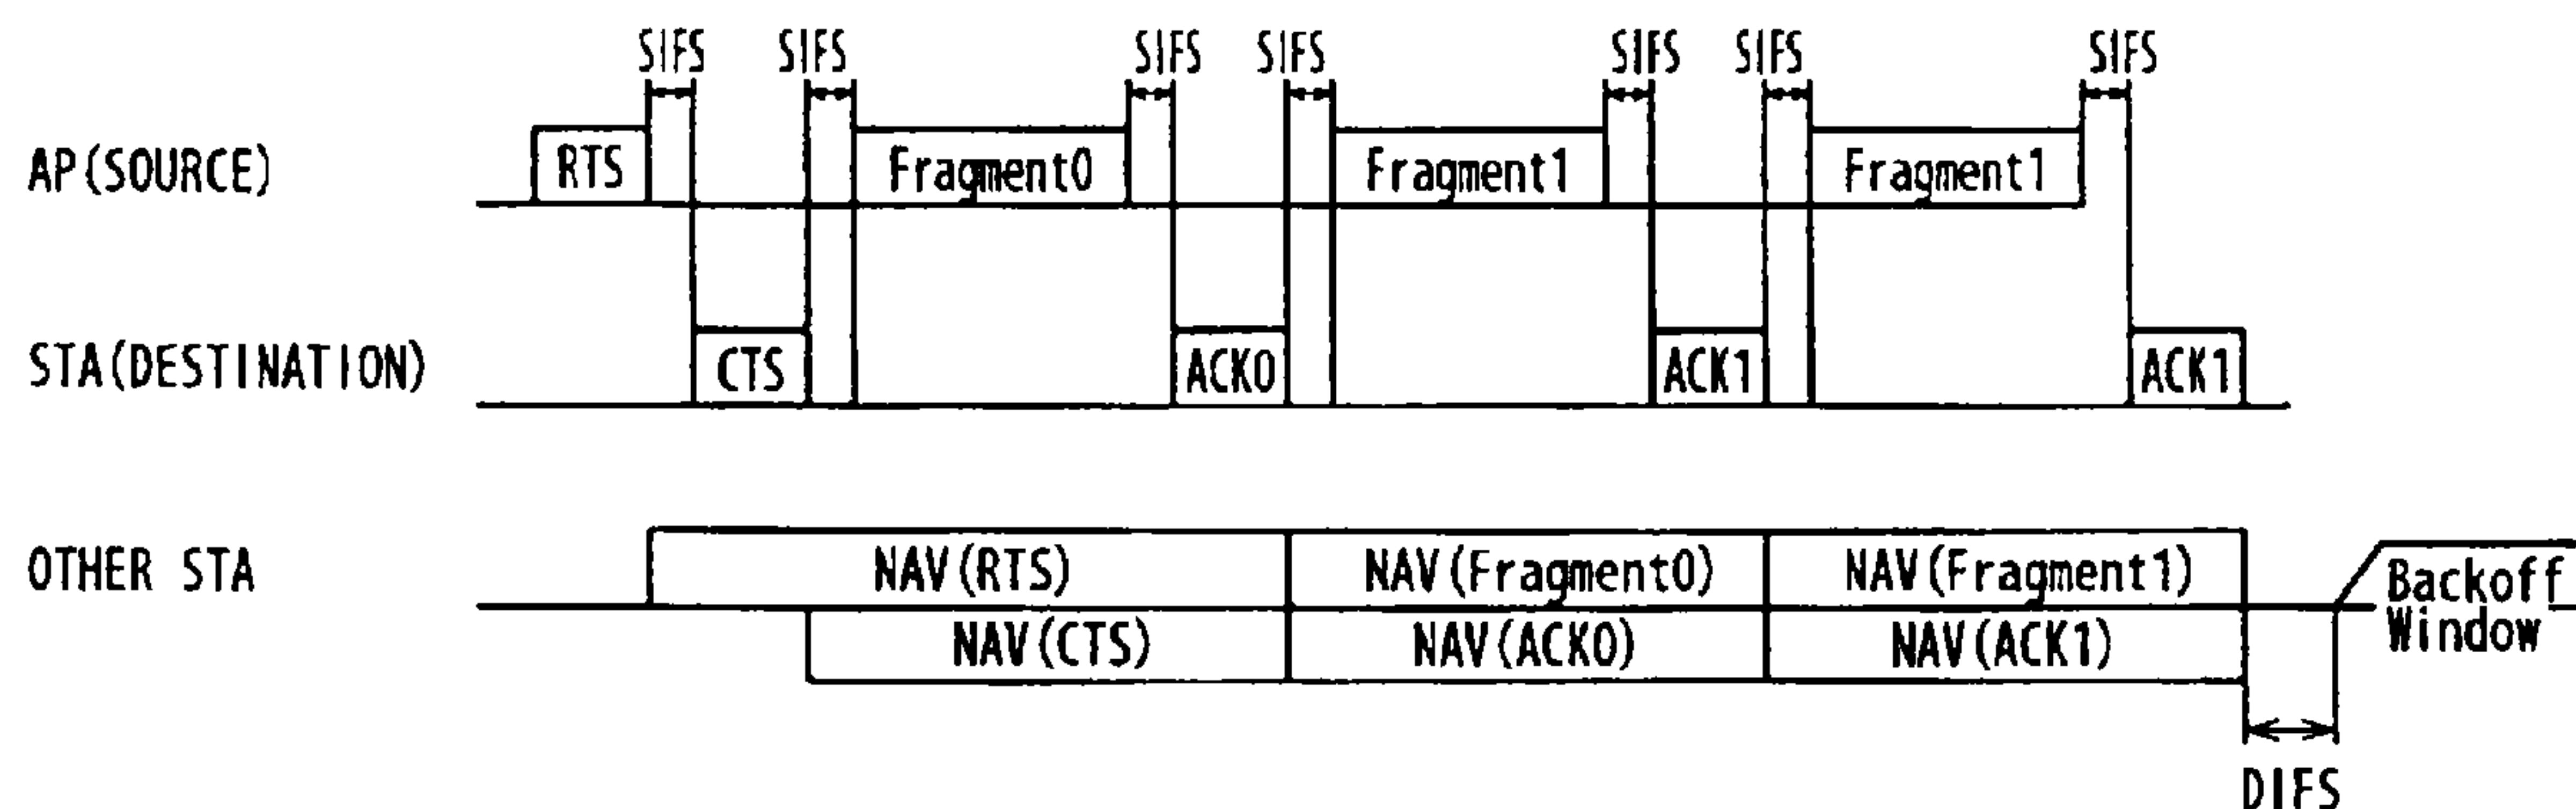 SIFS SIFS SIFS SIFS SIFS SIFS SIFS
AP(SOURCE) RTS Fragment0 Fragment1 Fragment1
STA(DESTINATION) CTS ACK0 ACK1 ACK1
OTHER STA NAV(RTS) NAV(Fragment0) NAV(Fragment1) Backoff
NAV(CTS) NAV(ACK0) NAV(ACK1) Window
DIFS